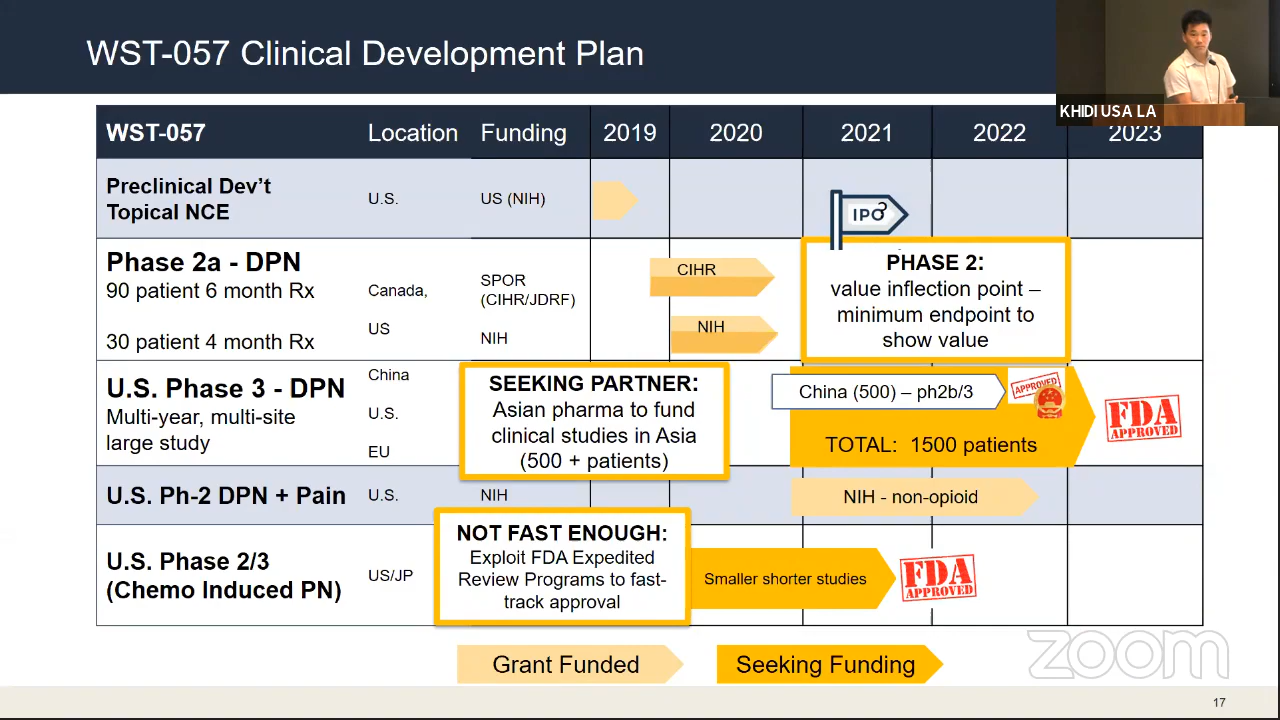 WST-057 Clinical Development Plan
KHIDI USA LA
WST-057 Location Funding 2019 2020 2021 2022 2023
Preclinical Dev’t
Topical NCE
U.S.
US (NIH)
IPO?
Phase 2a - DPN
90 patient 6 month Rx
30 patient 4 month Rx
Canada,
US
SPOR
(CIHR/JDRF)
NIH
CIHR
NIH
PHASE 2:
value inflection point –
minimum endpoint to
show value
U.S. Phase 3 - DPN
Multi-year, multi-site
large study
China
U.S.
EU
SEEKING PARTNER:
Asian pharma to fund
clinical studies in Asia
(500 + patients)
China (500) – ph2b/3
APPROVED
TOTAL: 1500 patients
FDA
APPROVED
U.S. Ph-2 DPN + Pain
U.S.
NIH
NIH - non-opioid
U.S. Phase 2/3
(Chemo Induced PN)
US/JP
NOT FAST ENOUGH:
Exploit FDA Expedited
Review Programs to fast-
track approval
Smaller shorter studies
FDA
APPROVED
Grant Funded
Seeking Funding
zoom
17